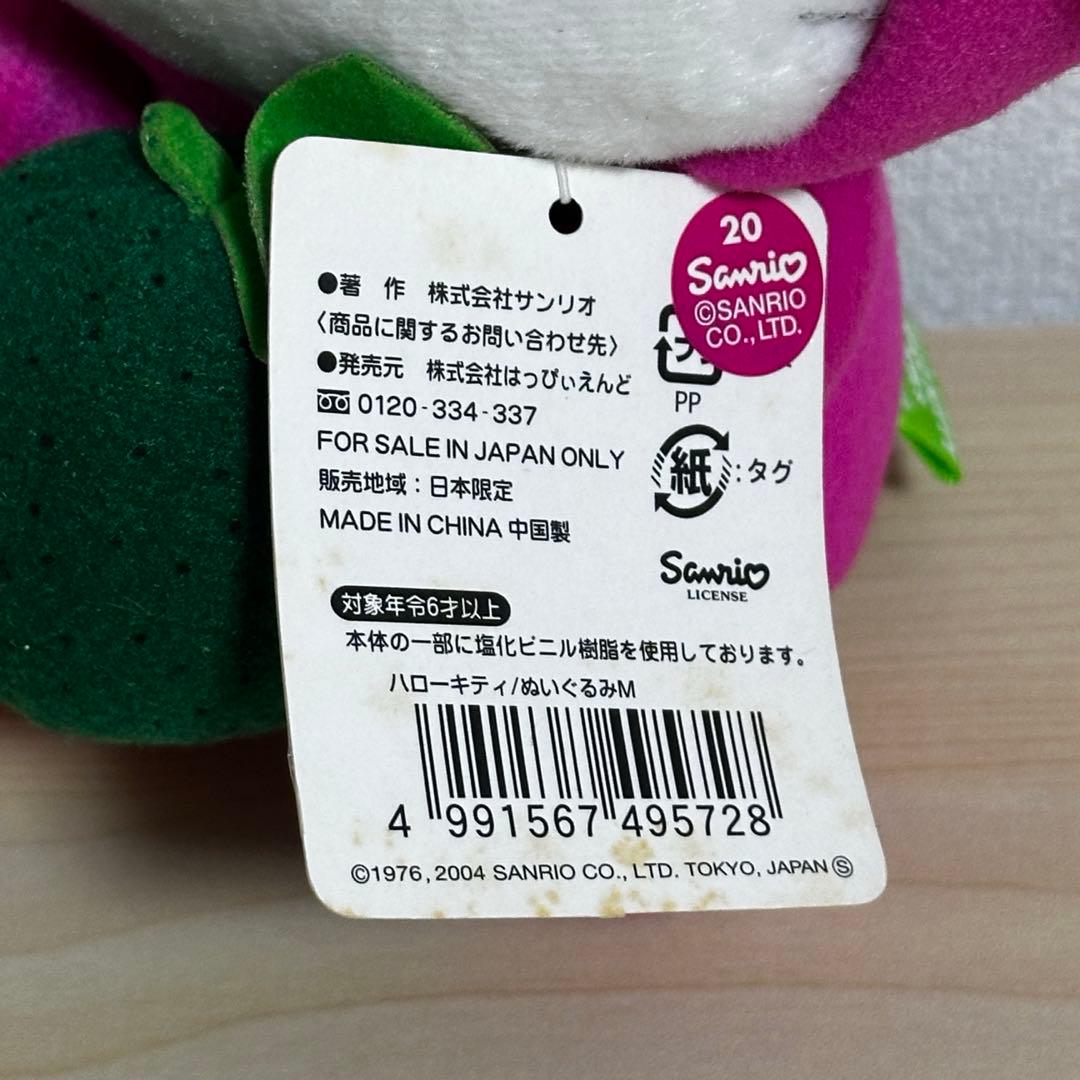 20
Sanrio
©SANRIO
CO., LTD.
●著 作 株式会社サンリオ
〈商品に関するお問い合わせ先〉
●発売元 株式会社はっぴぃえんど
0120-334-337
FOR SALE IN JAPAN ONLY
販売地域：日本限定
MADE IN CHINA 中国製
PP
紙:タグ
Sanrio
LICENSE
対象年令6才以上
本体の一部に塩化ビニル樹脂を使用しております。
ハローキティ/ぬいぐるみM
4 991567 495728
©1976, 2004 SANRIO CO., LTD. TOKYO, JAPAN Ⓢ